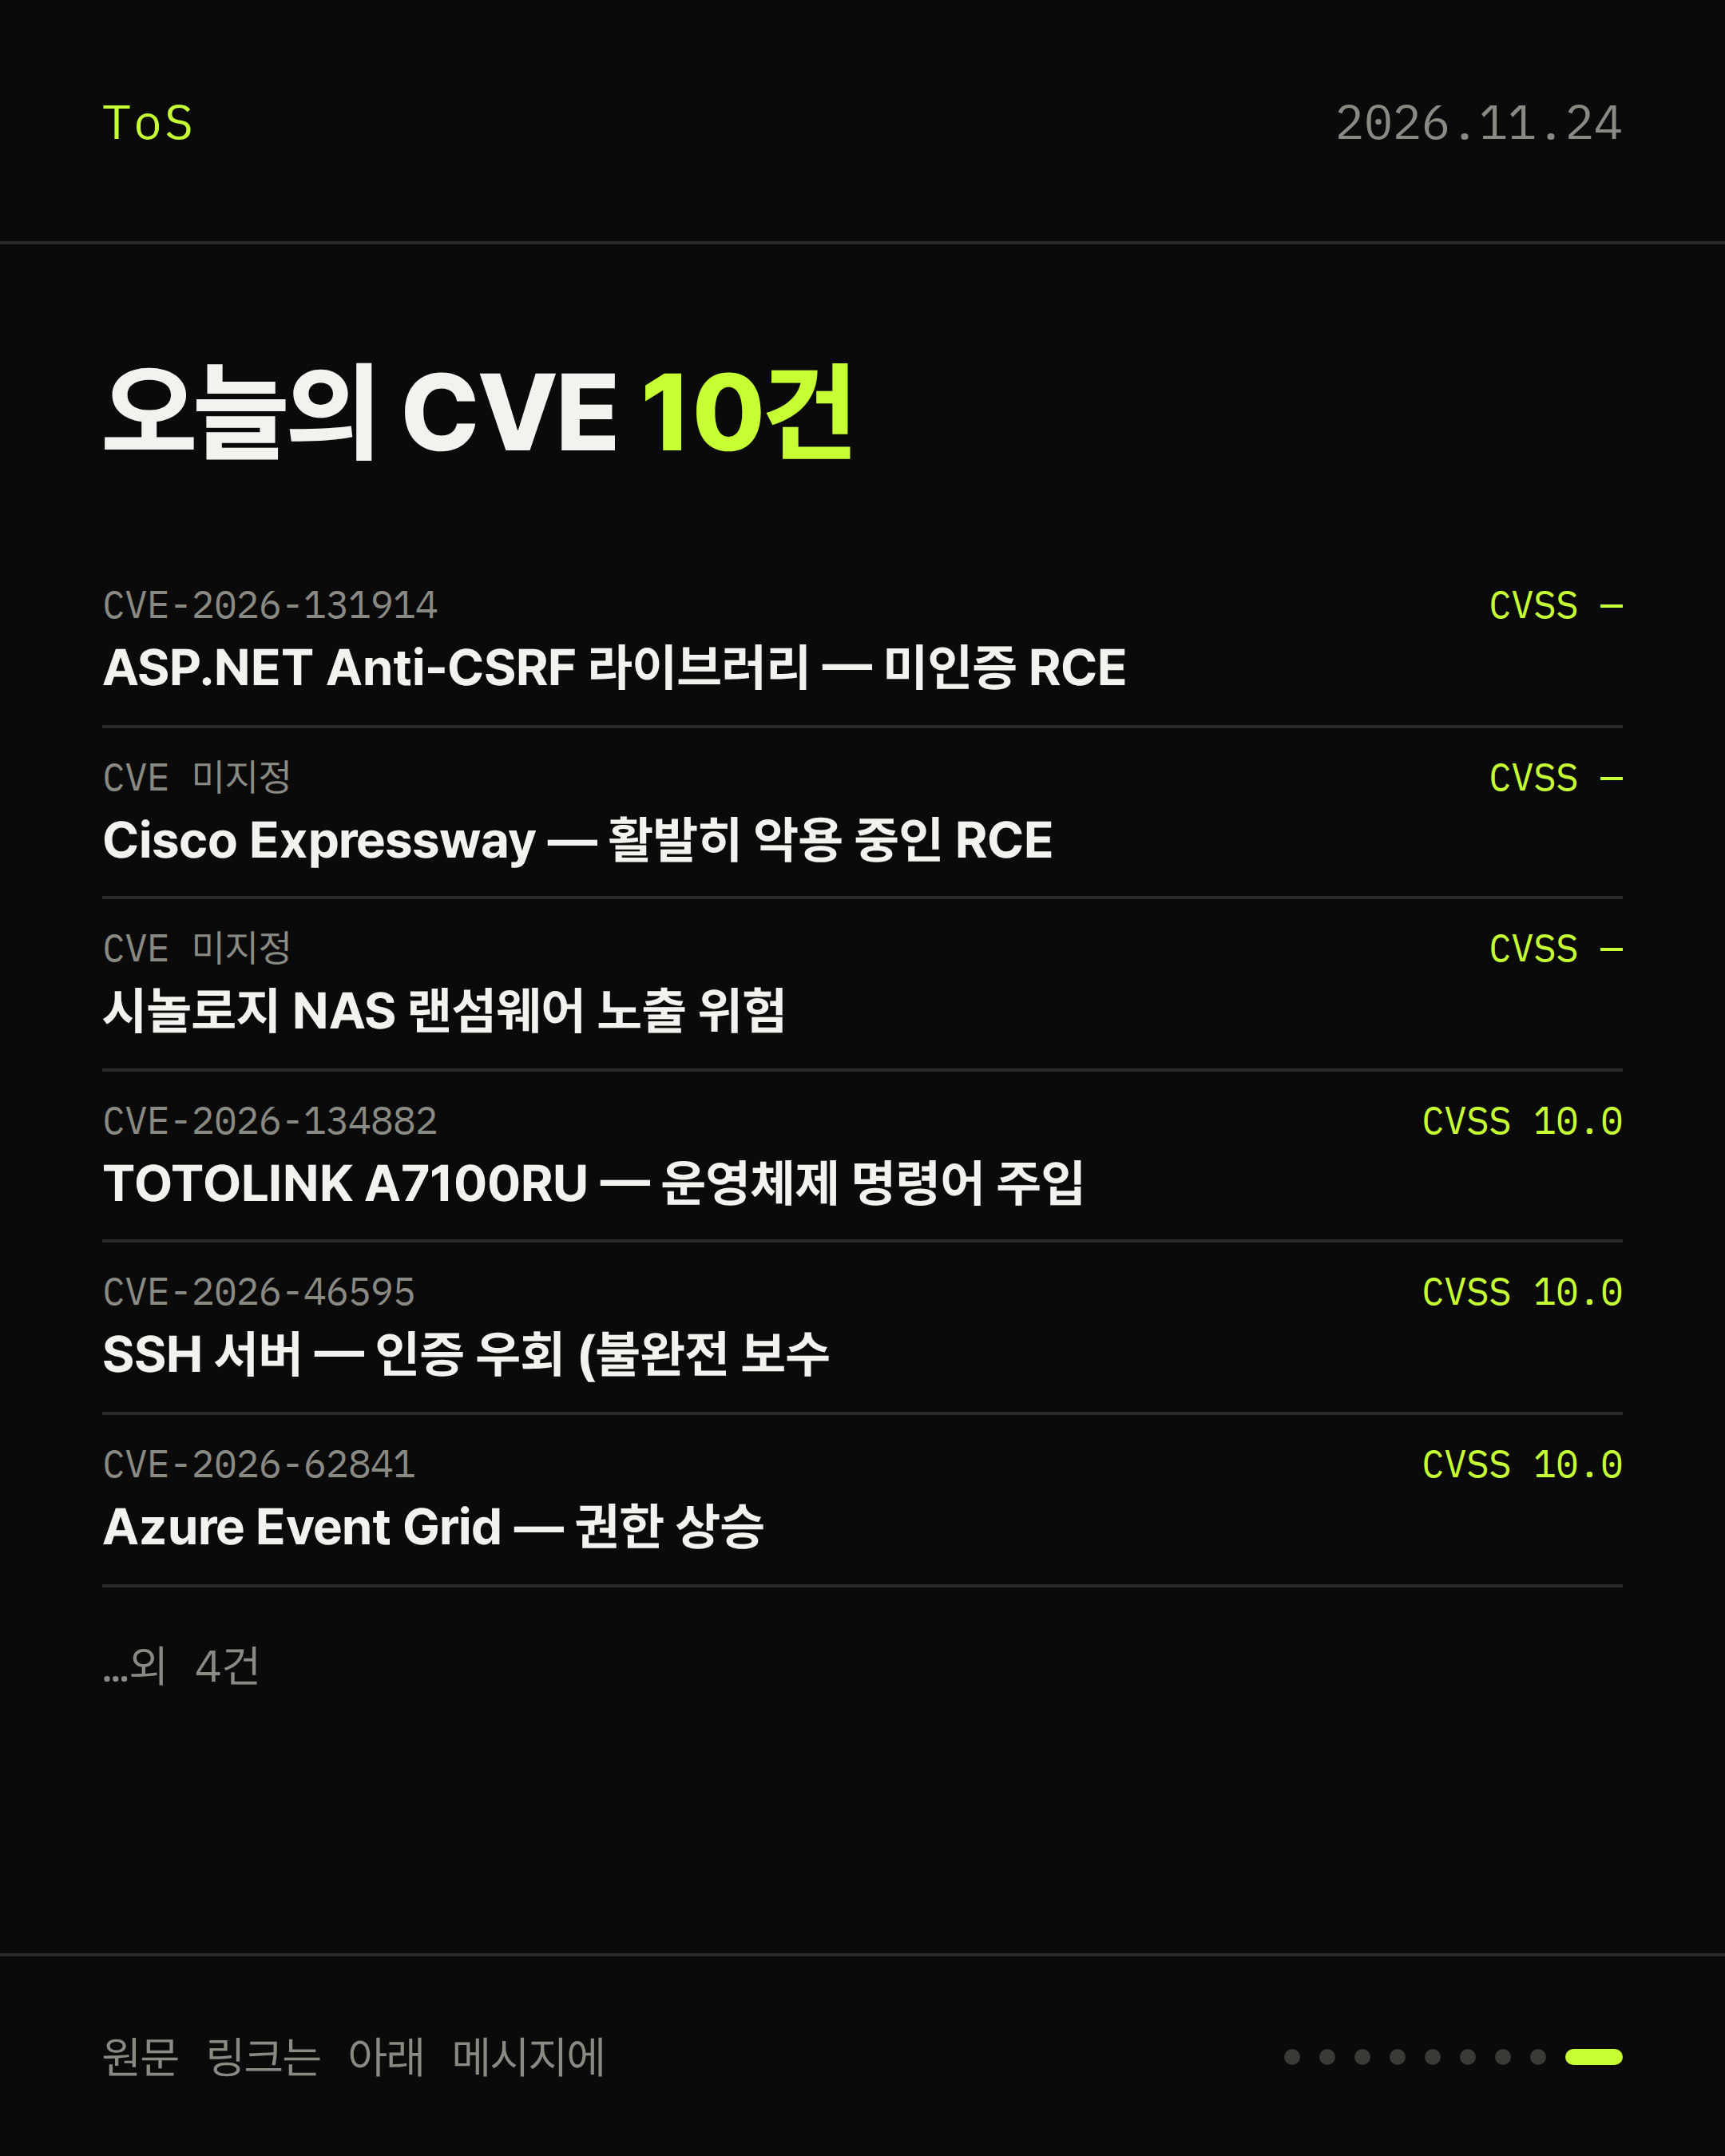 ToS
2026.11.24
오늘의 CVE 10건
CVE-2026-131914
CVSS —
ASP.NET Anti-CSRF 라이브러리 — 미인증 RCE
CVE 미지정
CVSS —
Cisco Expressway — 활발히 악용 중인 RCE
CVE 미지정
CVSS —
시놀로지 NAS 랜섬웨어 노출 위험
CVE-2026-134882
CVSS 10.0
TOTOLINK A7100RU — 운영체제 명령어 주입
CVE-2026-46595
CVSS 10.0
SSH 서버 — 인증 우회 (불완전 보수
CVE-2026-62841
CVSS 10.0
Azure Event Grid — 권한 상승
…외 4건
원문 링크는 아래 메시지에